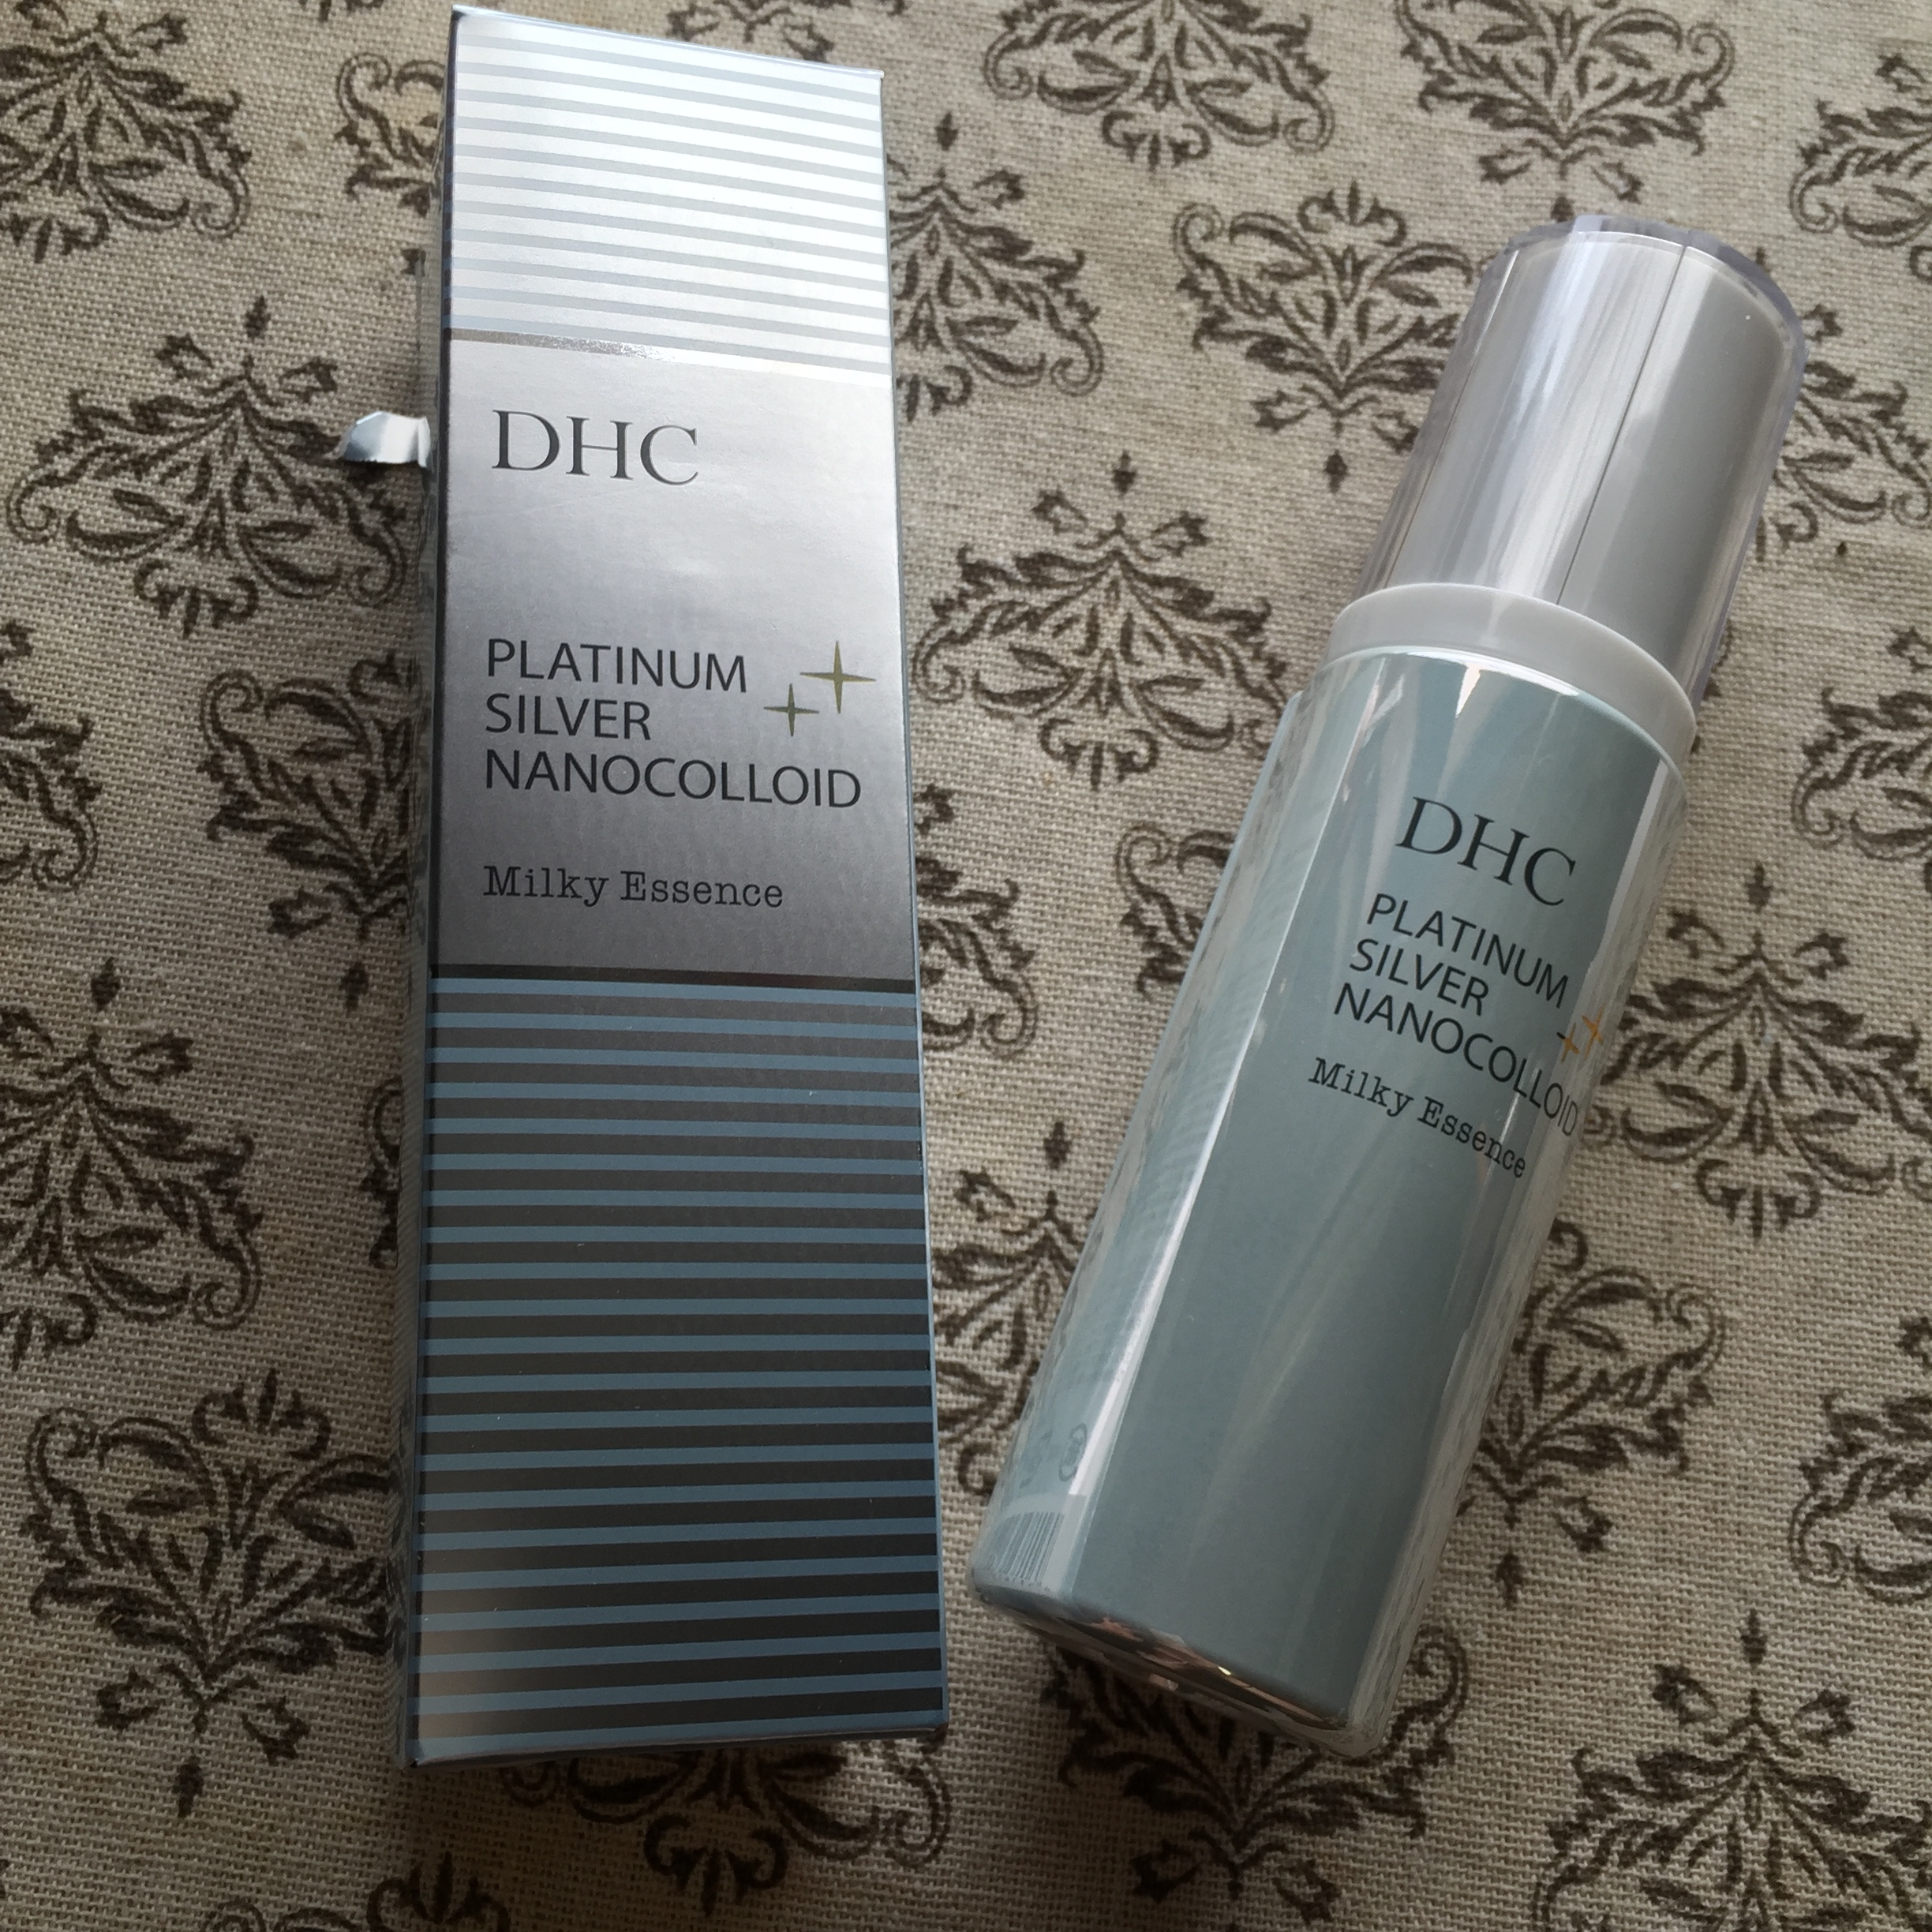 DHC
PLATINUM
SILVER
NANOCOLLOID
Milky Essence
DHC
PLATINUM
SILVER
NANOCOLLOID
Milky Essence